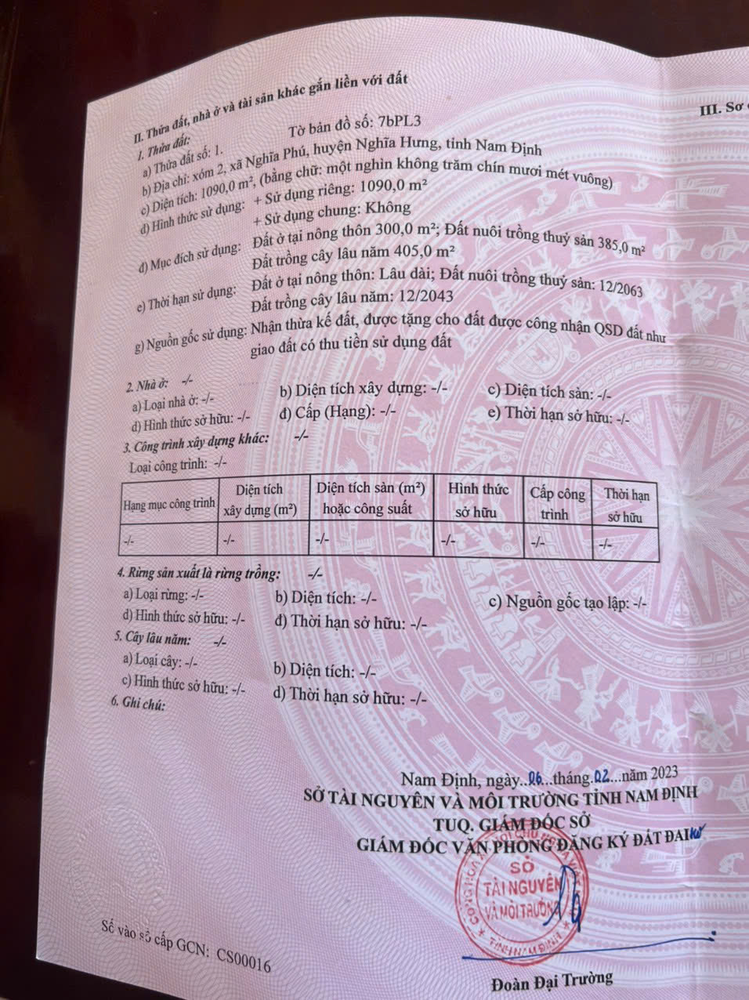 II. Thửa đất, nhà ở và tài sản khác gắn liền với đất
III. Sơ
1. Thửa đất:
a) Thửa đất số: 1. Tờ bản đồ số: 7bPL3
b) Địa chỉ: xóm 2, xã Nghĩa Phú, huyện Nghĩa Hưng, tỉnh Nam Định
c) Diện tích: 1090,0 m², (bằng chữ: một nghìn không trăm chín mươi mét vuông)
d) Hình thức sử dụng: + Sử dụng riêng: 1090,0 m²
+ Sử dụng chung: Không
đ) Mục đích sử dụng: Đất ở tại nông thôn 300,0 m²; Đất nuôi trồng thuỷ sản 385,0 m²
Đất trồng cây lâu năm 405,0 m²
e) Thời hạn sử dụng: Đất ở tại nông thôn: Lâu dài; Đất nuôi trồng thuỷ sản: 12/2063
Đất trồng cây lâu năm: 12/2043
g) Nguồn gốc sử dụng: Nhận thừa kế đất, được tặng cho đất được công nhận QSD đất như
giao đất có thu tiền sử dụng đất
2. Nhà ở: -/-
a) Loại nhà ở: -/- b) Diện tích xây dựng: -/- c) Diện tích sàn: -/-
d) Hình thức sở hữu: -/- đ) Cấp (Hạng): -/- e) Thời hạn sở hữu: -/-
3. Công trình xây dựng khác: -/-
Loại công trình: -/-
Hạng mục công trình Diện tích xây dựng (m²) Diện tích sàn (m²) hoặc công suất Hình thức sở hữu Cấp công trình Thời hạn sở hữu
-/- -/- -/- -/- -/- -/-
4. Rừng sản xuất là rừng trồng: -/-
a) Loại rừng: -/- b) Diện tích: -/- c) Nguồn gốc tạo lập: -/-
d) Hình thức sở hữu: -/- đ) Thời hạn sở hữu: -/-
5. Cây lâu năm: -/-
a) Loại cây: -/- b) Diện tích: -/-
c) Hình thức sở hữu: -/- d) Thời hạn sở hữu: -/-
6. Ghi chú:
Nam Định, ngày..06...tháng.02...năm 2023
SỞ TÀI NGUYÊN VÀ MÔI TRƯỜNG TỈNH NAM ĐỊNH
TUQ. GIÁM ĐỐC SỞ
GIÁM ĐỐC VĂN PHÒNG ĐĂNG KÝ ĐẤT ĐAI
SỞ
TÀI NGUYÊN
VÀ MÔI TRƯỜNG
TỈNH NAM ĐỊNH
Số vào sổ cấp GCN: CS00016
Đoàn Đại Trường